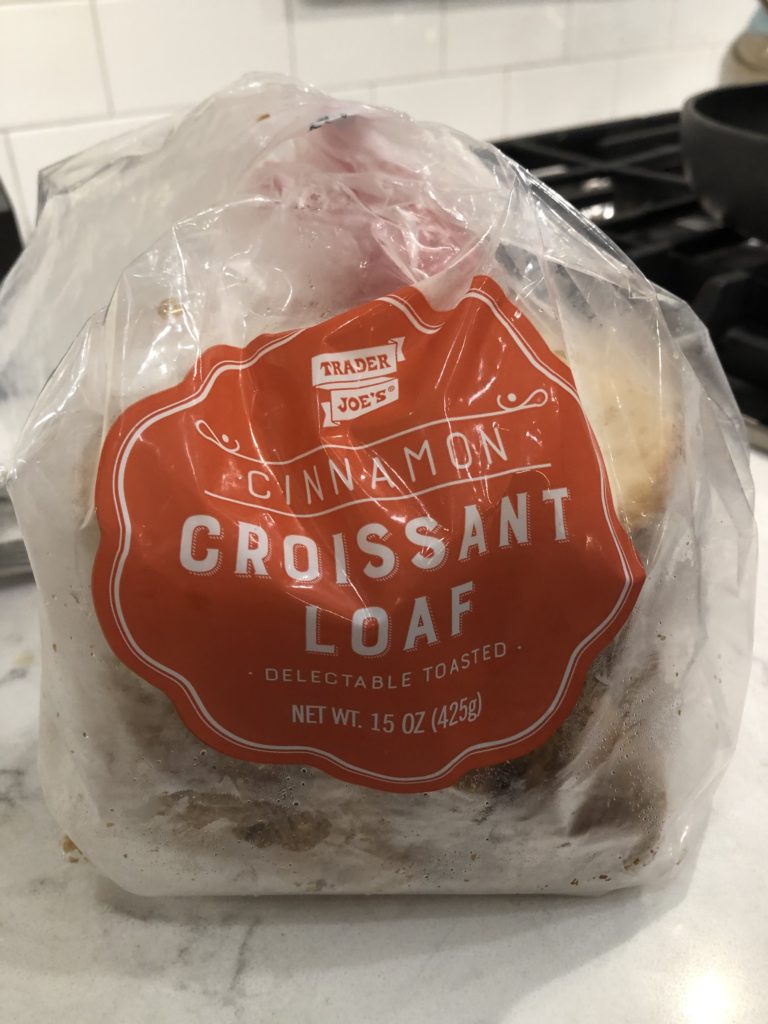 TRADER
JOE'S®
CINNAMON
CROISSANT
LOAF
· DELECTABLE TOASTED ·
NET WT. 15 OZ (425g)